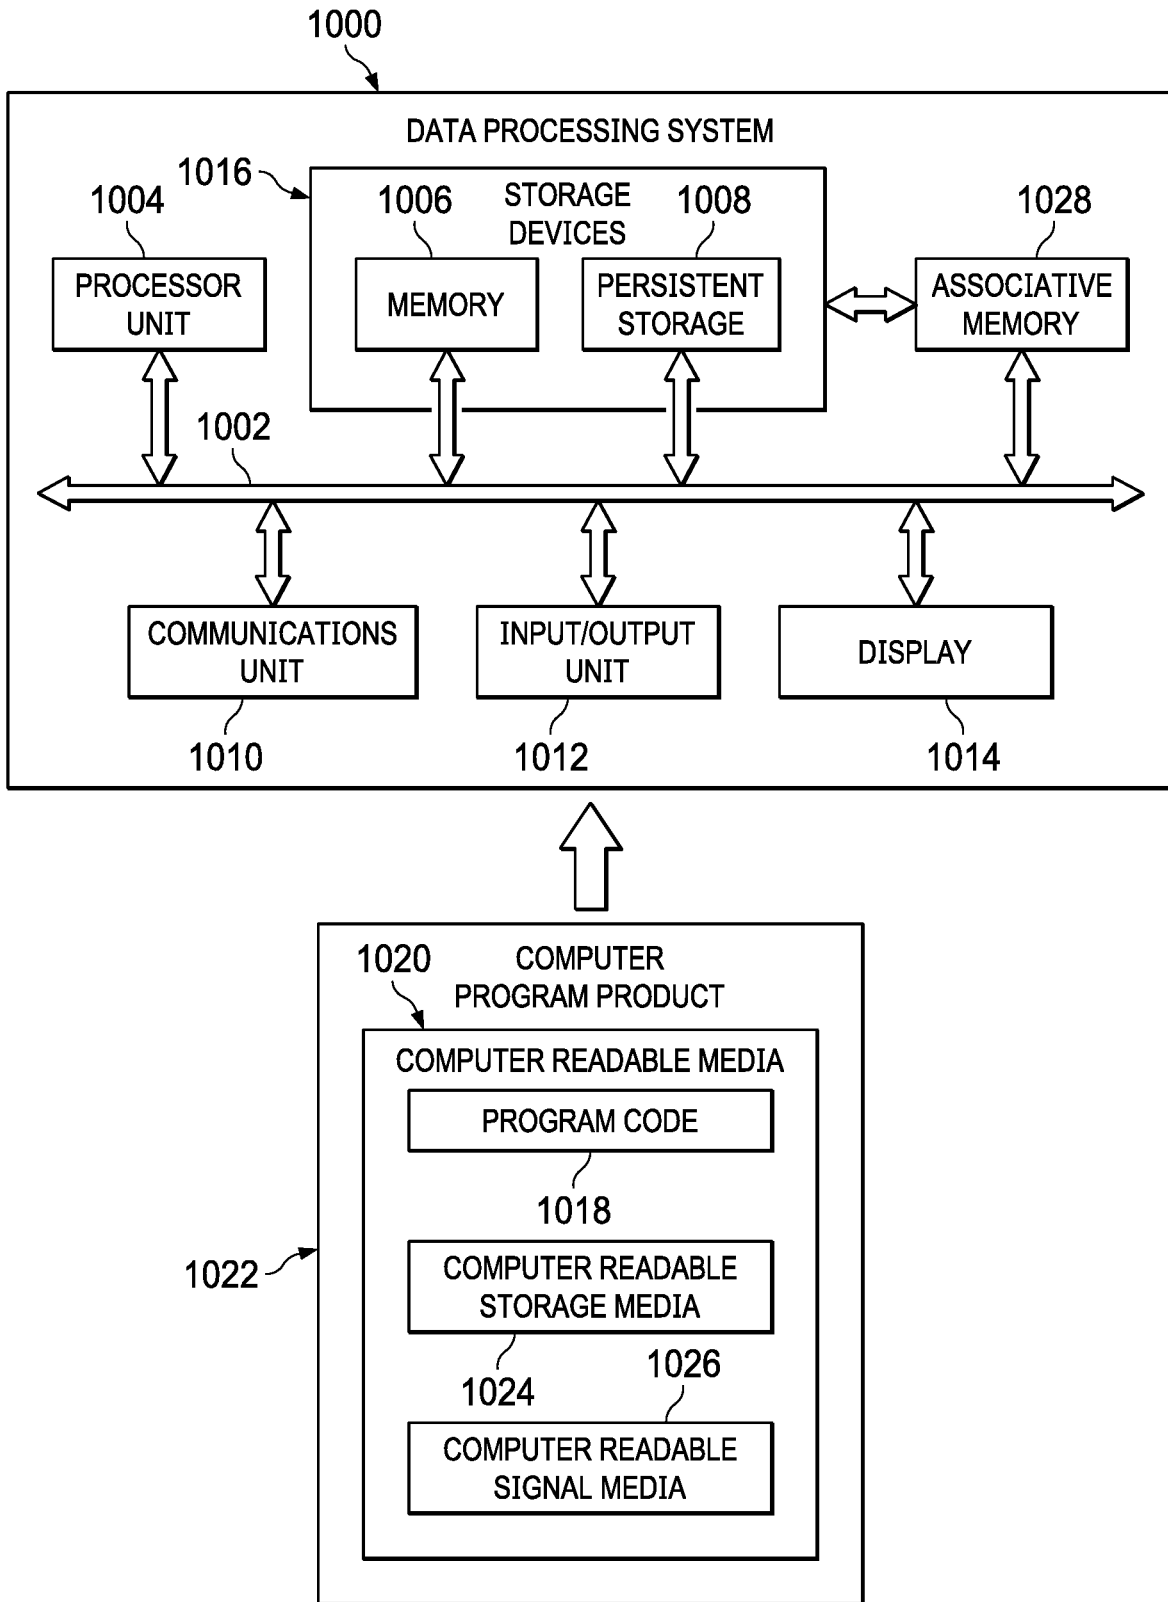 1000
DATA PROCESSING SYSTEM
1016
STORAGE
DEVICES
1004
1006
1008
1028
PROCESSOR
UNIT
MEMORY
PERSISTENT
STORAGE
ASSOCIATIVE
MEMORY
1002
COMMUNICATIONS
UNIT
INPUT/OUTPUT
UNIT
DISPLAY
1010
1012
1014
COMPUTER
PROGRAM PRODUCT
1020
COMPUTER READABLE MEDIA
PROGRAM CODE
1018
1022
COMPUTER READABLE
STORAGE MEDIA
1024
1026
COMPUTER READABLE
SIGNAL MEDIA